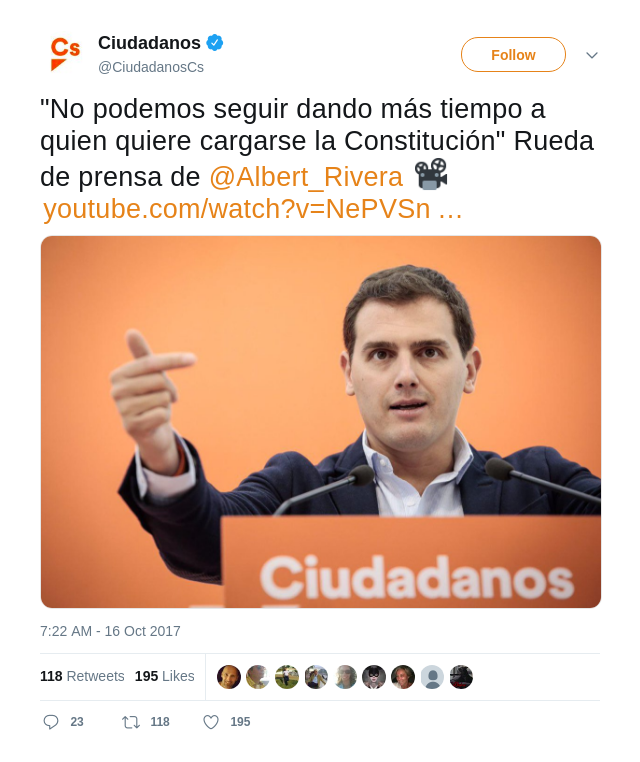 Cs
Ciudadanos
@CiudadanosCs
Follow
"No podemos seguir dando más tiempo a
quien quiere cargarse la Constitución" Rueda
de prensa de @Albert_Rivera 🎥
youtube.com/watch?v=NePVSn …
Ciudadanos
7:22 AM - 16 Oct 2017
118 Retweets 195 Likes
23 118 195